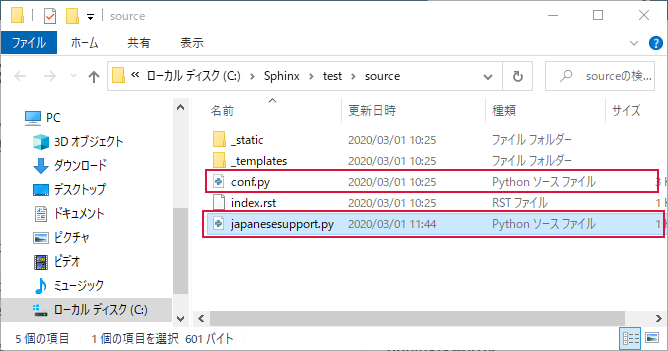 ファイル ホーム 共有 表示
« ローカル ディスク (C:) > Sphinx > test > source
sourceの検...
名前 更新日時 種類 サイズ
PC
3D オブジェクト
ダウンロード
デスクトップ
ドキュメント
ピクチャ
ビデオ
ミュージック
ローカル ディスク (C:)
_static 2020/03/01 10:25 ファイル フォルダー
_templates 2020/03/01 10:25 ファイル フォルダー
conf.py 2020/03/01 10:25 Python ソース ファイル
index.rst 2020/03/01 10:25 RST ファイル
japanesesupport.py 2020/03/01 11:44 Python ソース ファイル
5 個の項目 1 個の項目を選択 601 バイト